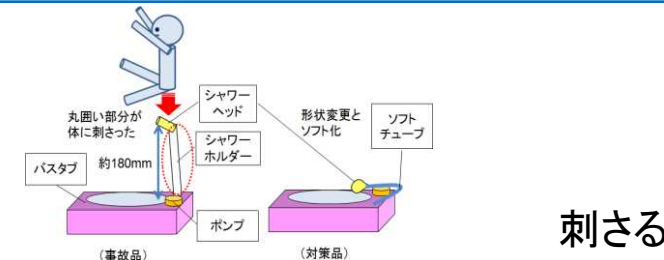 シャワー
ヘッド
丸囲い部分が
体に刺さった
シャワー
ホルダー
約180mm
バスタブ
ポンプ
(事故品)
形状変更と
ソフト化
ソフト
チューブ
(対策品)
刺さる